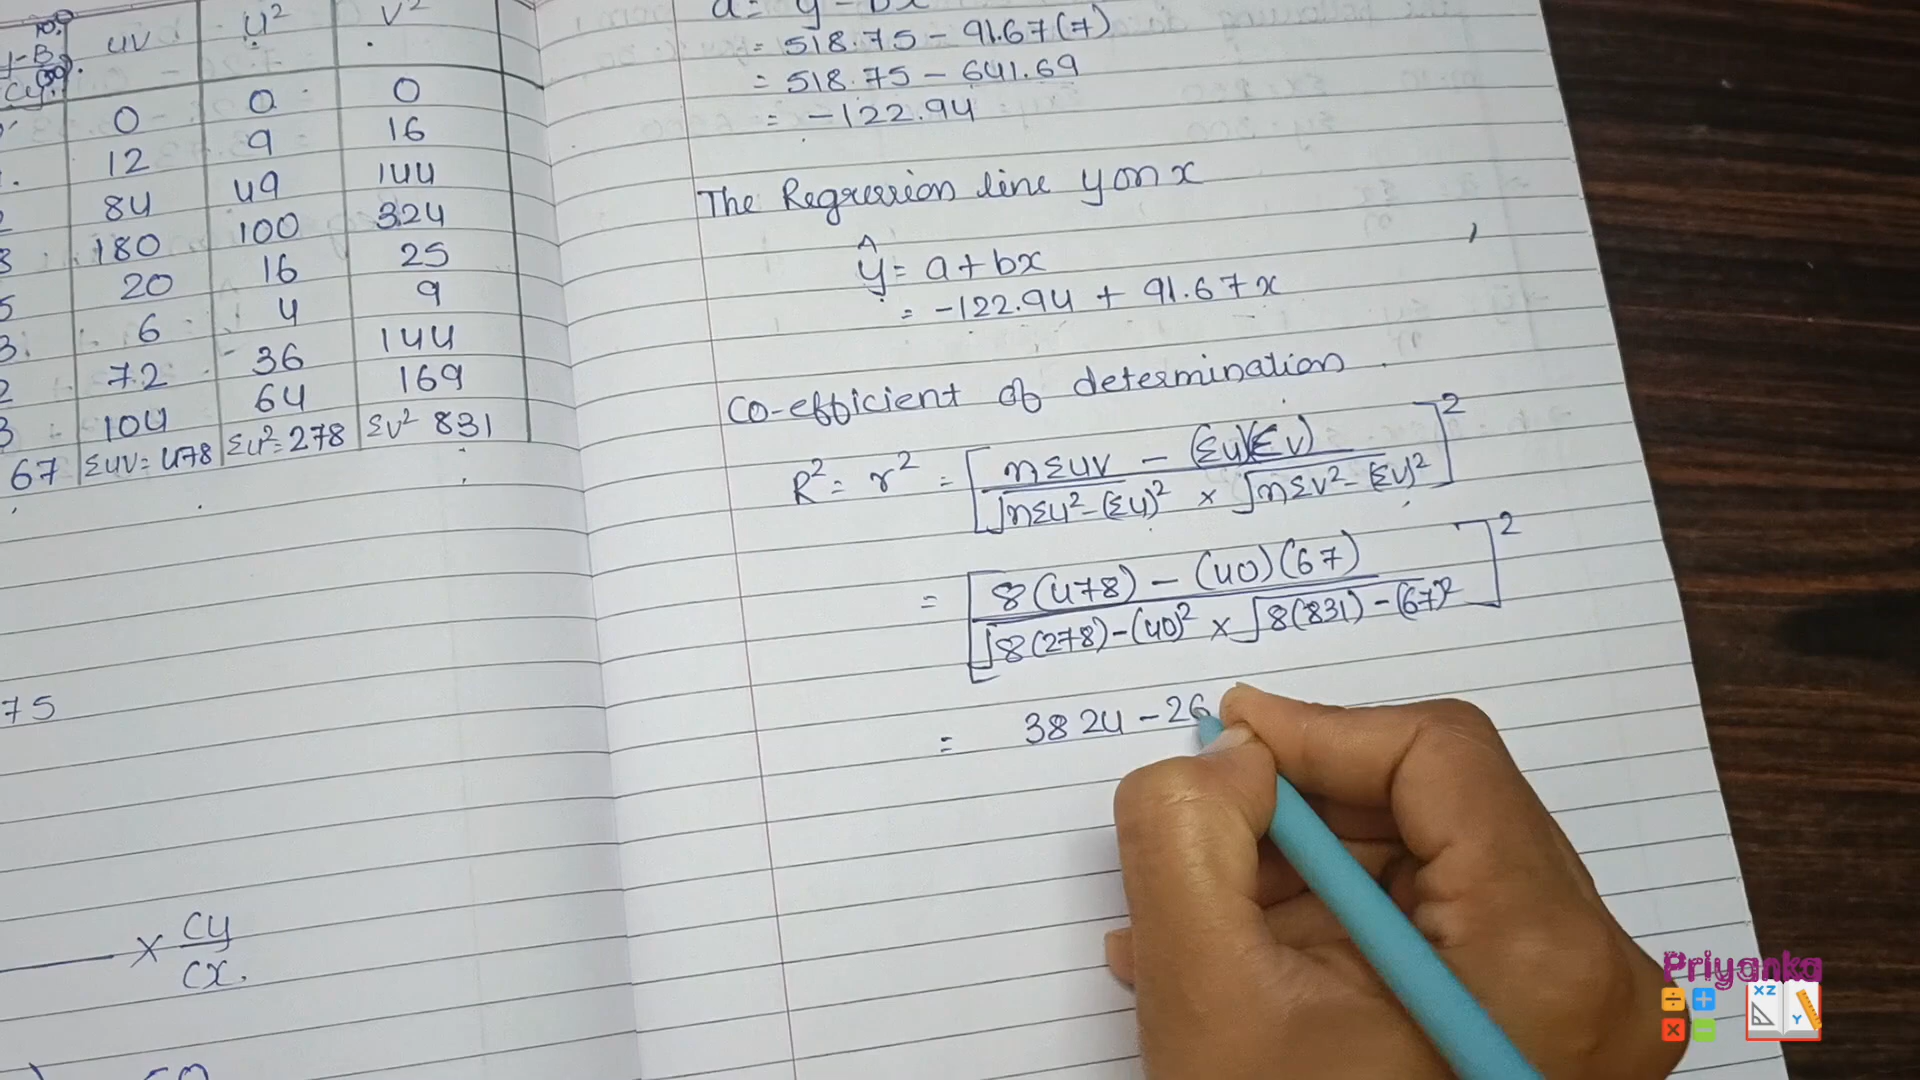 uv u² v²
0 0 0
12 9 16
84 49 144
180 100 324
20 16 25
6 4 9
72 36 144
104 64 169
67 Σuv = 478 Σu² = 278 Σv² 831
75
× Cy
Cx.
= 518.75 - 91.67(7)
= 518.75 - 641.69
= -122.94
The Regression line y on x
ŷ = a + bx
= -122.94 + 91.67x
Co-efficient of determination
R² = r² = [nΣuv - (Σu)(Σv) / √nΣu² - (Σu)² × √nΣv² - (Σv)²]²
= [8(478) - (40)(67) / √8(278) - (40)² × √8(831) - (67)²]²
= 3824 - 26
Priyanka
XZ
Y